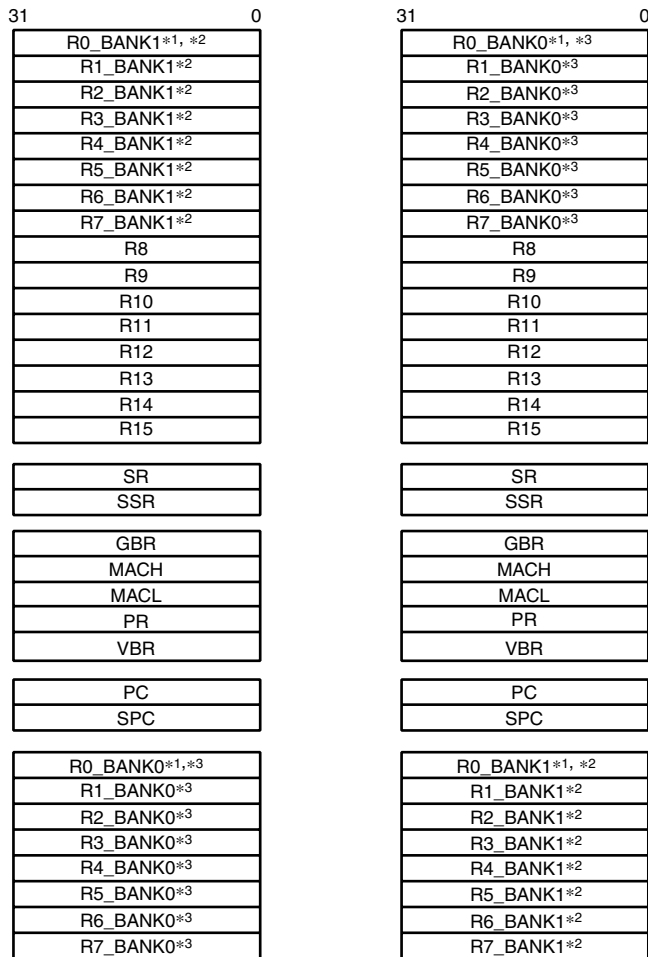 31 0
R0_BANK1*1, *2
R1_BANK1*2
R2_BANK1*2
R3_BANK1*2
R4_BANK1*2
R5_BANK1*2
R6_BANK1*2
R7_BANK1*2
R8
R9
R10
R11
R12
R13
R14
R15
SR
SSR
GBR
MACH
MACL
PR
VBR
PC
SPC
R0_BANK0*1,*3
R1_BANK0*3
R2_BANK0*3
R3_BANK0*3
R4_BANK0*3
R5_BANK0*3
R6_BANK0*3
R7_BANK0*3
31 0
R0_BANK0*1, *3
R1_BANK0*3
R2_BANK0*3
R3_BANK0*3
R4_BANK0*3
R5_BANK0*3
R6_BANK0*3
R7_BANK0*3
R8
R9
R10
R11
R12
R13
R14
R15
SR
SSR
GBR
MACH
MACL
PR
VBR
PC
SPC
R0_BANK1*1, *2
R1_BANK1*2
R2_BANK1*2
R3_BANK1*2
R4_BANK1*2
R5_BANK1*2
R6_BANK1*2
R7_BANK1*2